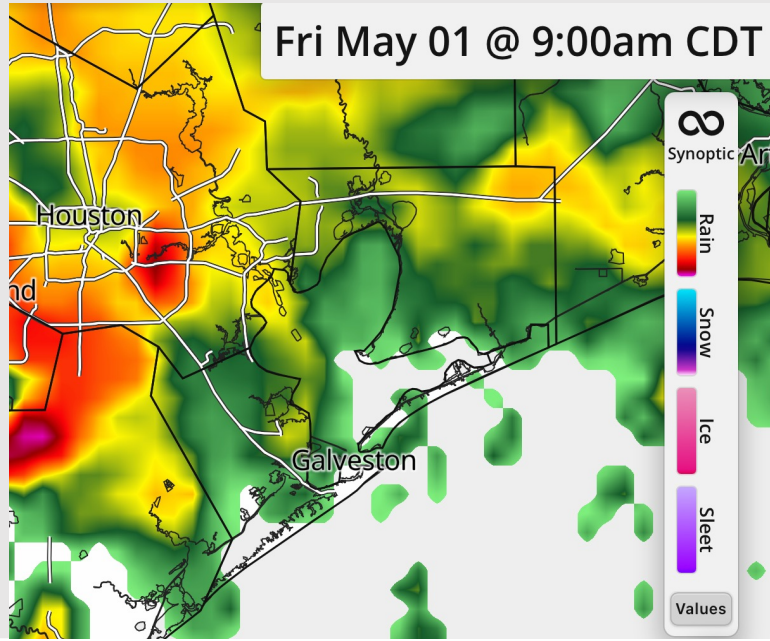 Fri May 01 @ 9:00am CDT
Synoptic
Ar
Rain
Houston
nd
Snow
Ice
Galveston
Sleet
Values